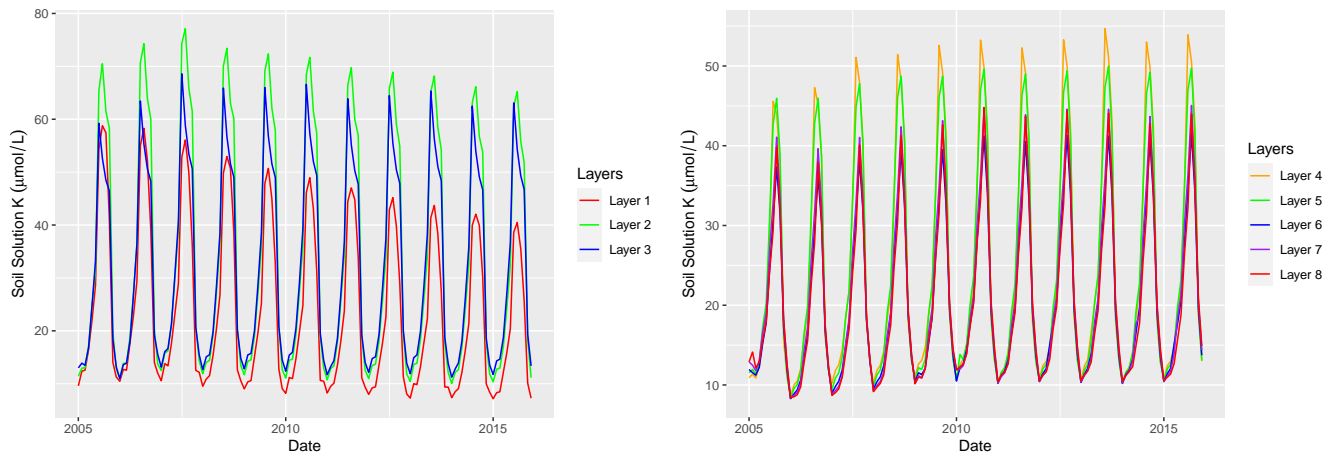 80
60
40
20
Soil Solution K (μmol/ L)
2005
2010
2015
Date
Layers
Layer 1
Layer 2
Layer 3
50
40
30
20
10
Soil Solution K (μmol/ L)
2005
2010
2015
Date
Layers
Layer 4
Layer 5
Layer 6
Layer 7
Layer 8